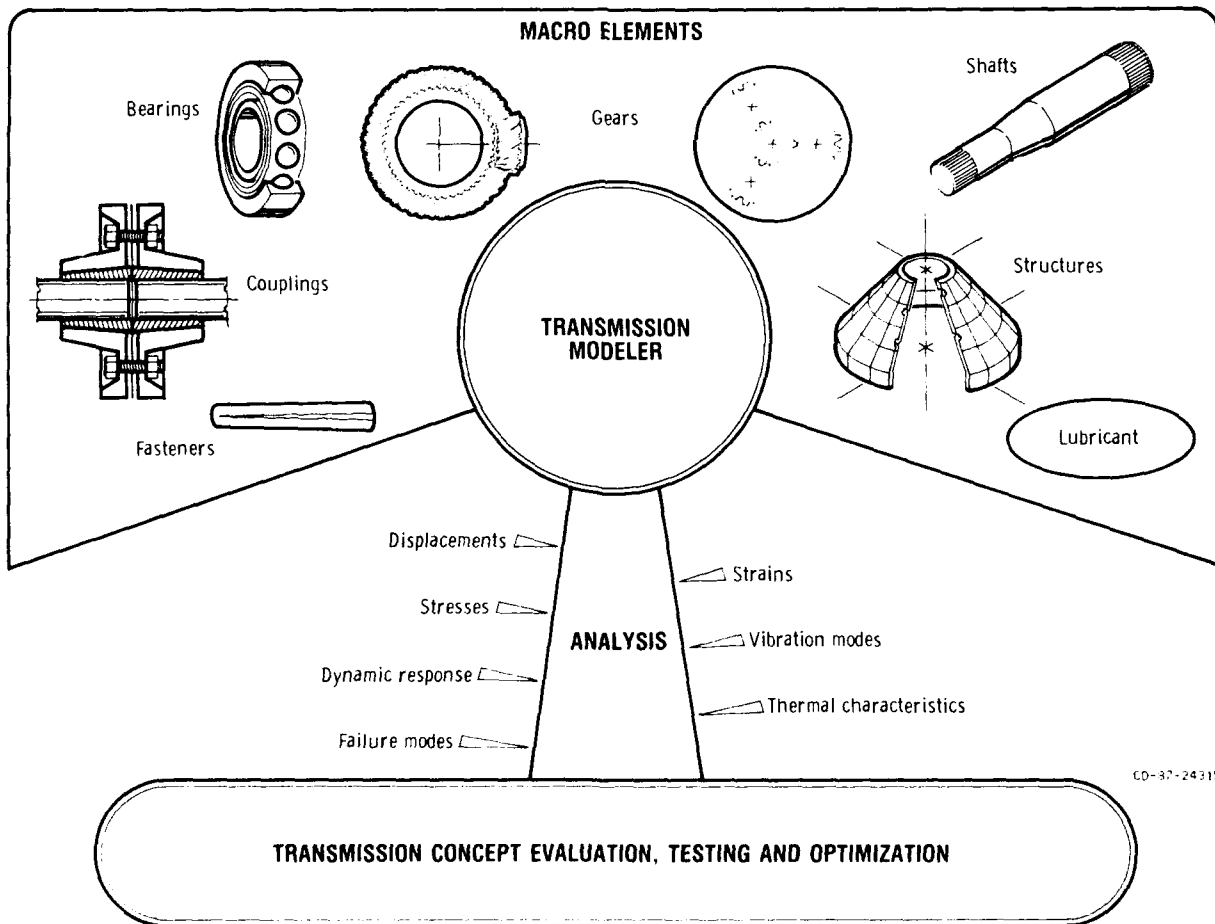 MACRO ELEMENTS
Bearings
Gears
Shafts
Couplings
Structures
TRANSMISSION
MODELER
Fasteners
Lubricant
Displacements
Strains
Stresses
ANALYSIS
Vibration modes
Dynamic response
Thermal characteristics
Failure modes
TRANSMISSION CONCEPT EVALUATION, TESTING AND OPTIMIZATION